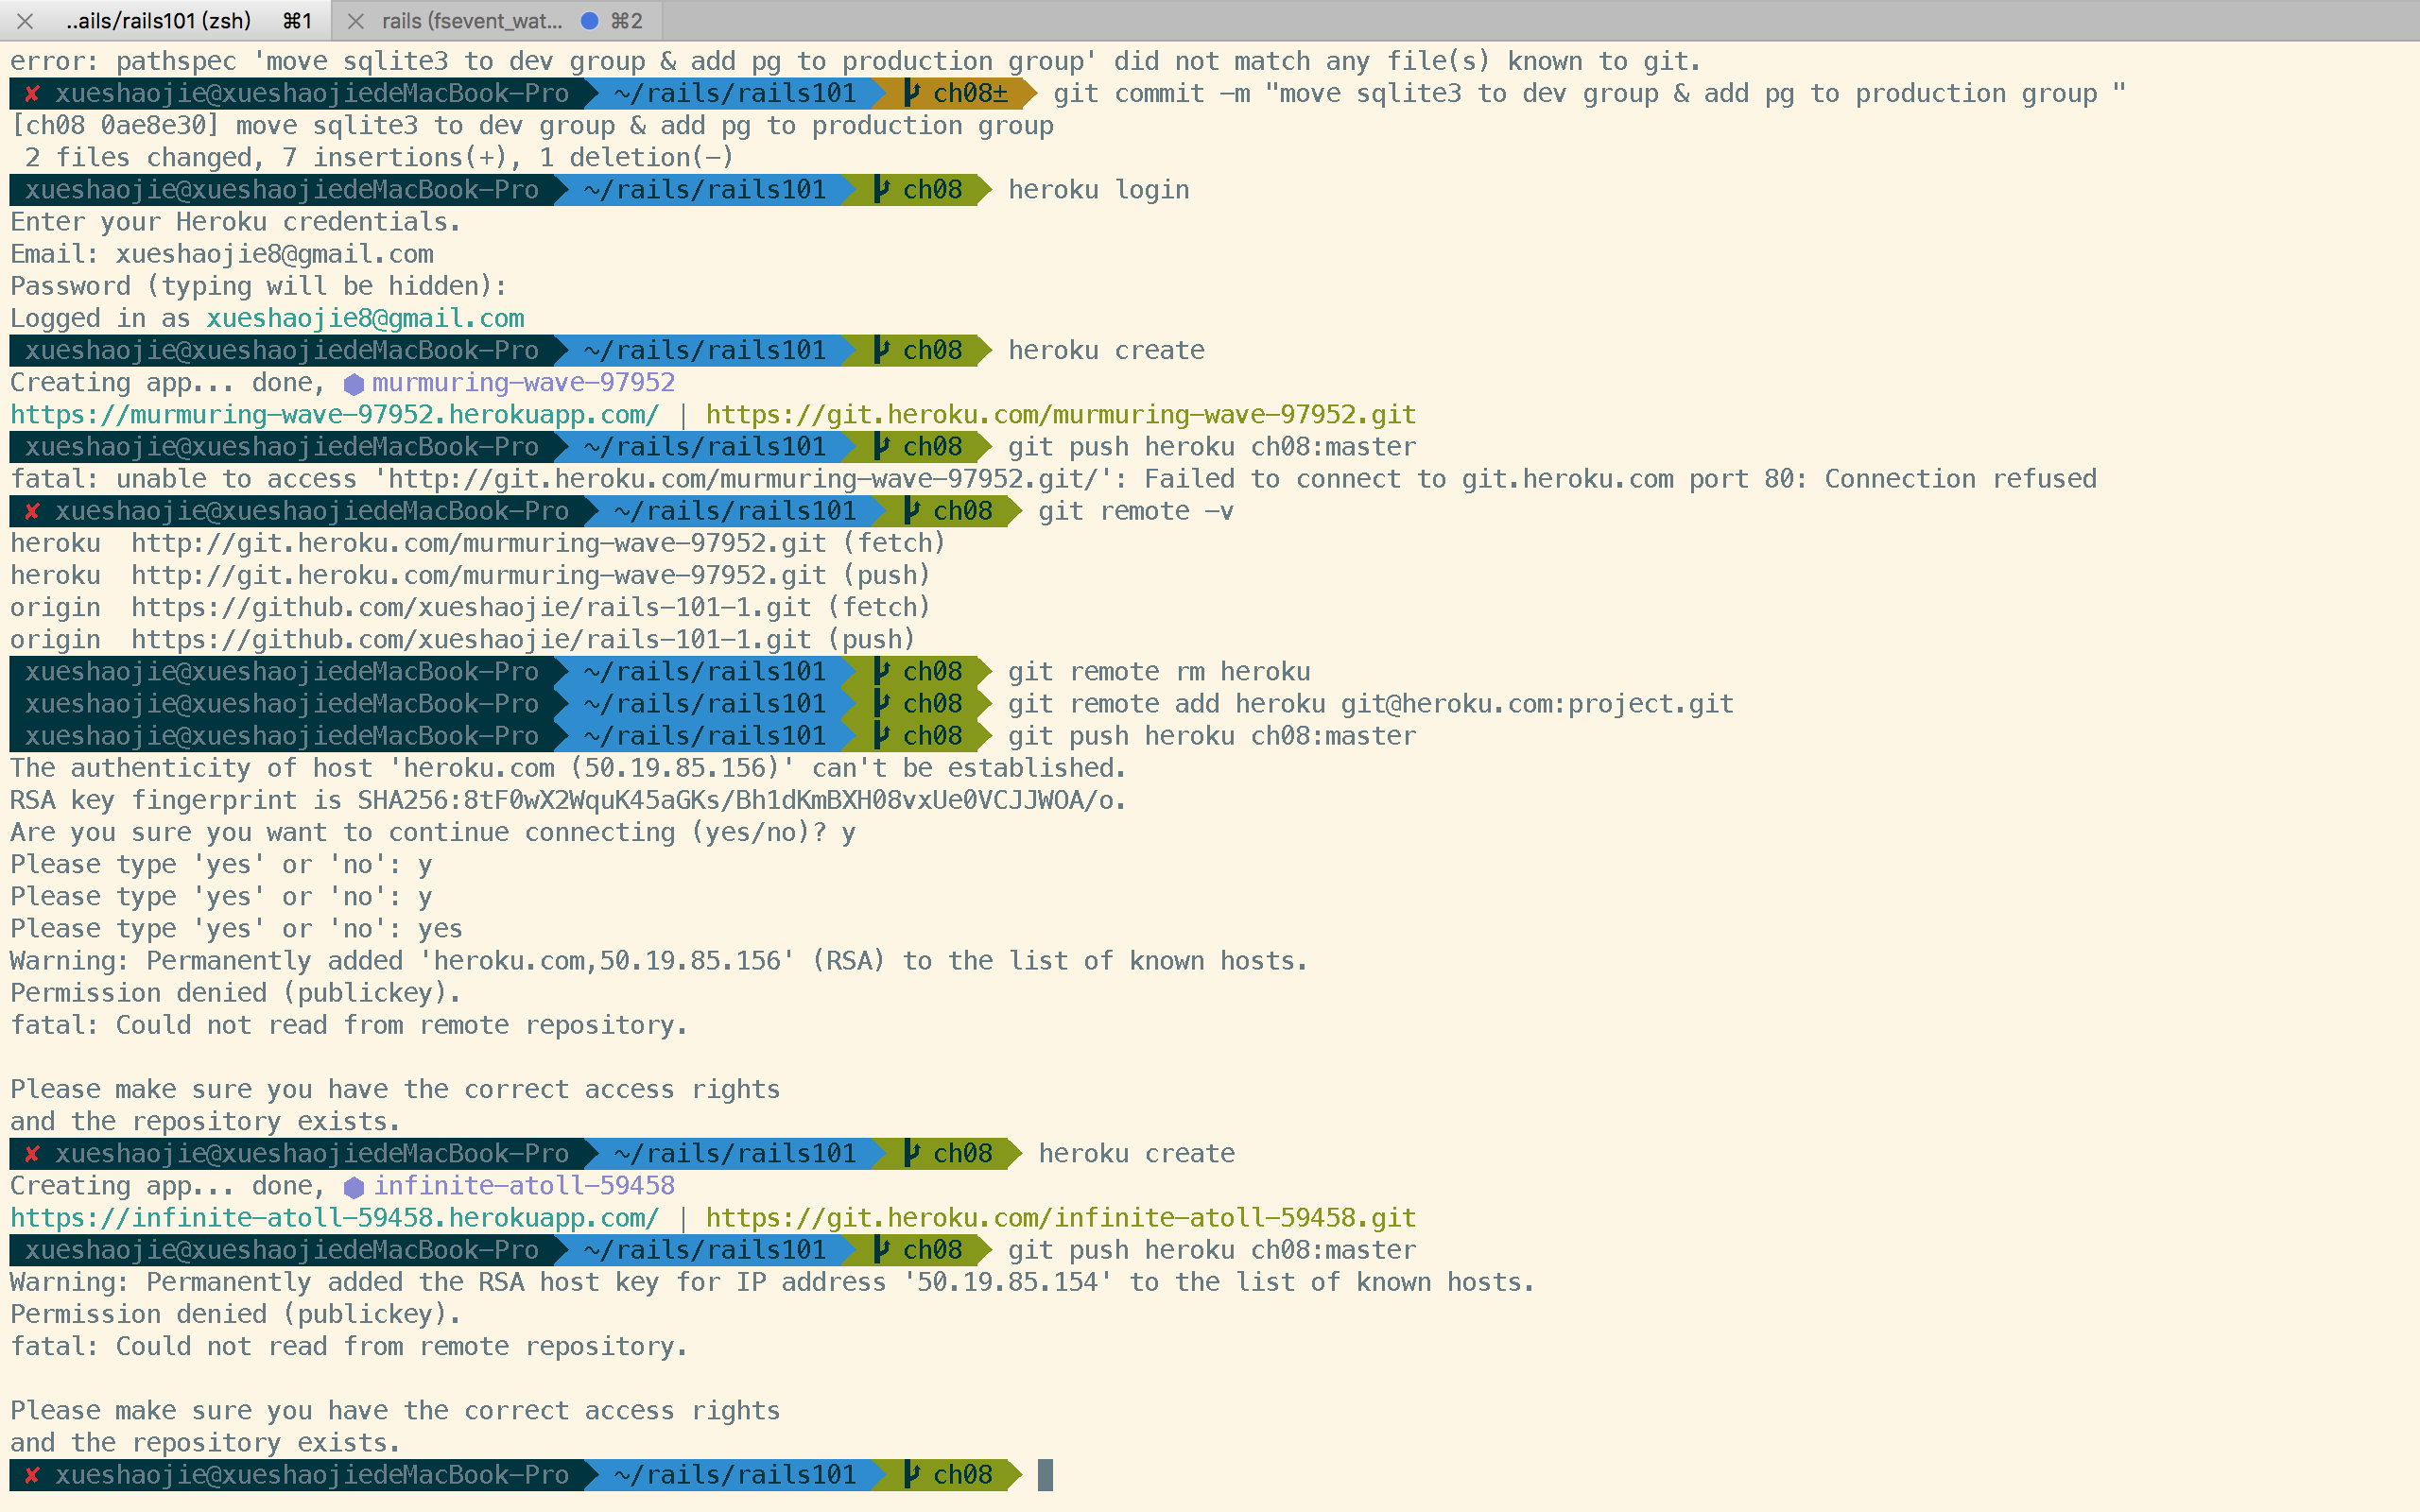 ..ails/rails101 (zsh) ⌘1 rails (fsevent_wat... ⌘2
error: pathspec 'move sqlite3 to dev group & add pg to production group' did not match any file(s) known to git.
✘ xueshaojie@xueshaojiedeMacBook-Pro ~/rails/rails101 ch08± git commit -m "move sqlite3 to dev group & add pg to production group "
[ch08 0ae8e30] move sqlite3 to dev group & add pg to production group
2 files changed, 7 insertions(+), 1 deletion(-)
xueshaojie@xueshaojiedeMacBook-Pro ~/rails/rails101 ch08 heroku login
Enter your Heroku credentials.
Email: xueshaojie8@gmail.com
Password (typing will be hidden):
Logged in as xueshaojie8@gmail.com
xueshaojie@xueshaojiedeMacBook-Pro ~/rails/rails101 ch08 heroku create
Creating app... done, ⬢ murmuring-wave-97952
https://murmuring-wave-97952.herokuapp.com/ | https://git.heroku.com/murmuring-wave-97952.git
xueshaojie@xueshaojiedeMacBook-Pro ~/rails/rails101 ch08 git push heroku ch08:master
fatal: unable to access 'http://git.heroku.com/murmuring-wave-97952.git/': Failed to connect to git.heroku.com port 80: Connection refused
✘ xueshaojie@xueshaojiedeMacBook-Pro ~/rails/rails101 ch08 git remote -v
heroku http://git.heroku.com/murmuring-wave-97952.git (fetch)
heroku http://git.heroku.com/murmuring-wave-97952.git (push)
origin https://github.com/xueshaojie/rails-101-1.git (fetch)
origin https://github.com/xueshaojie/rails-101-1.git (push)
xueshaojie@xueshaojiedeMacBook-Pro ~/rails/rails101 ch08 git remote rm heroku
xueshaojie@xueshaojiedeMacBook-Pro ~/rails/rails101 ch08 git remote add heroku git@heroku.com:project.git
xueshaojie@xueshaojiedeMacBook-Pro ~/rails/rails101 ch08 git push heroku ch08:master
The authenticity of host 'heroku.com (50.19.85.156)' can't be established.
RSA key fingerprint is SHA256:8tF0wX2WquK45aGKs/Bh1dKmBXH08vxUe0VCJJWOA/o.
Are you sure you want to continue connecting (yes/no)? y
Please type 'yes' or 'no': y
Please type 'yes' or 'no': y
Please type 'yes' or 'no': yes
Warning: Permanently added 'heroku.com,50.19.85.156' (RSA) to the list of known hosts.
Permission denied (publickey).
fatal: Could not read from remote repository.
Please make sure you have the correct access rights
and the repository exists.
✘ xueshaojie@xueshaojiedeMacBook-Pro ~/rails/rails101 ch08 heroku create
Creating app... done, ⬢ infinite-atoll-59458
https://infinite-atoll-59458.herokuapp.com/ | https://git.heroku.com/infinite-atoll-59458.git
xueshaojie@xueshaojiedeMacBook-Pro ~/rails/rails101 ch08 git push heroku ch08:master
Warning: Permanently added the RSA host key for IP address '50.19.85.154' to the list of known hosts.
Permission denied (publickey).
fatal: Could not read from remote repository.
Please make sure you have the correct access rights
and the repository exists.
✘ xueshaojie@xueshaojiedeMacBook-Pro ~/rails/rails101 ch08